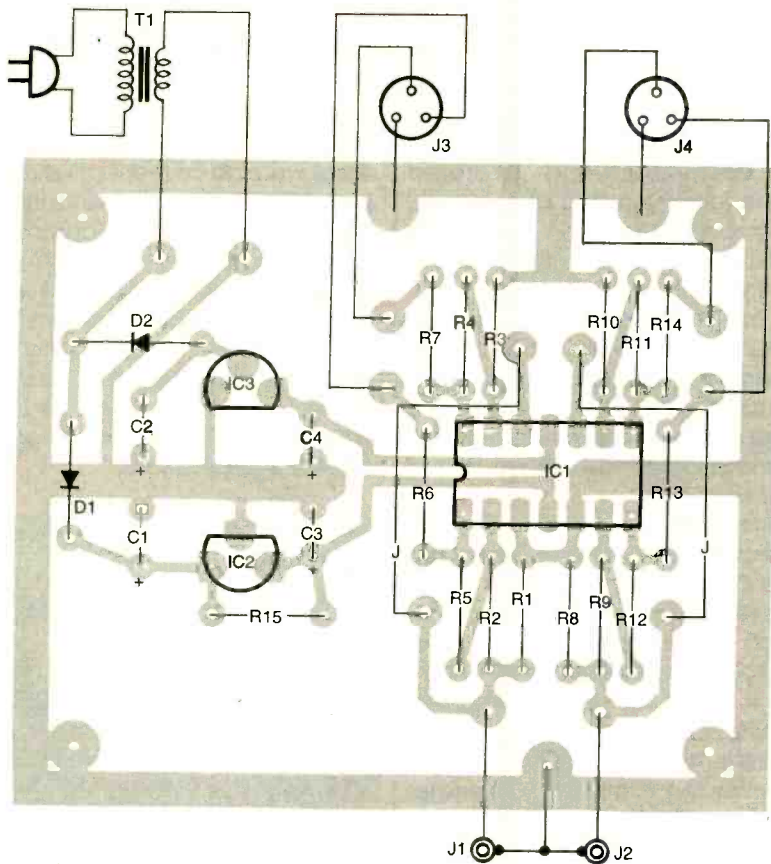 T1
J3
J4
D2
R7
R4
R3
R10
R11
R14
IC3
C2
C4
IC1
D1
R6
R13
C1
C3
IC2
J
J
R5
R2
R1
R8
R9
R12
R15
+
+
+
+
J1
J2